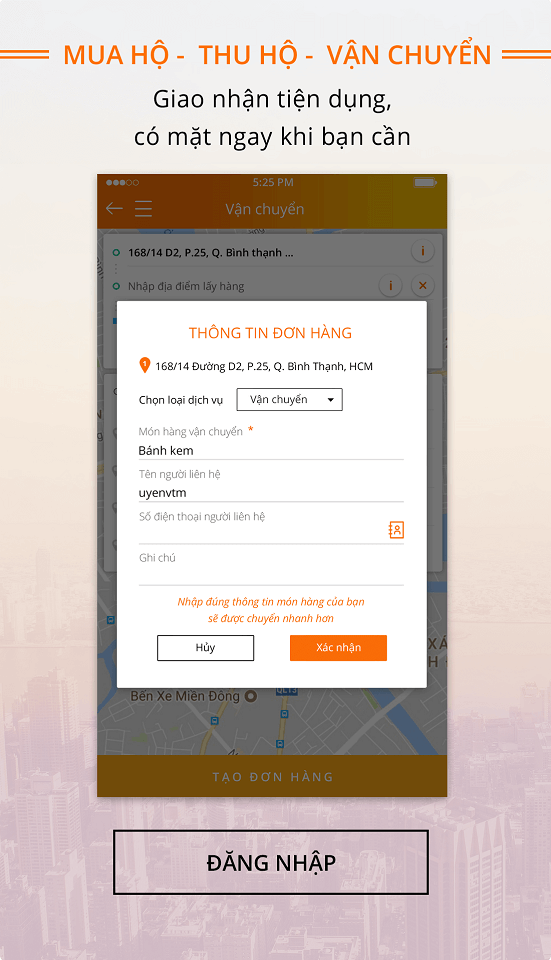 MUA HỘ - THU HỘ - VẬN CHUYỂN
Giao nhận tiện dụng,
có mặt ngay khi bạn cần
5:25 PM
Vận chuyển
168/14 D2, P.25, Q. Bình thạnh ...
Nhập địa điểm lấy hàng
THÔNG TIN ĐƠN HÀNG
1 168/14 Đường D2, P.25, Q. Bình Thạnh, HCM
Chọn loại dịch vụ Vận chuyển
Món hàng vận chuyển *
Bánh kem
Tên người liên hệ
uyenvtm
Số điện thoại người liên hệ
Ghi chú
Nhập đúng thông tin món hàng của bạn
sẽ được chuyển nhanh hơn
Hủy Xác nhận
Bến Xe Miền Đông
QL13
TẠO ĐƠN HÀNG
ĐĂNG NHẬP